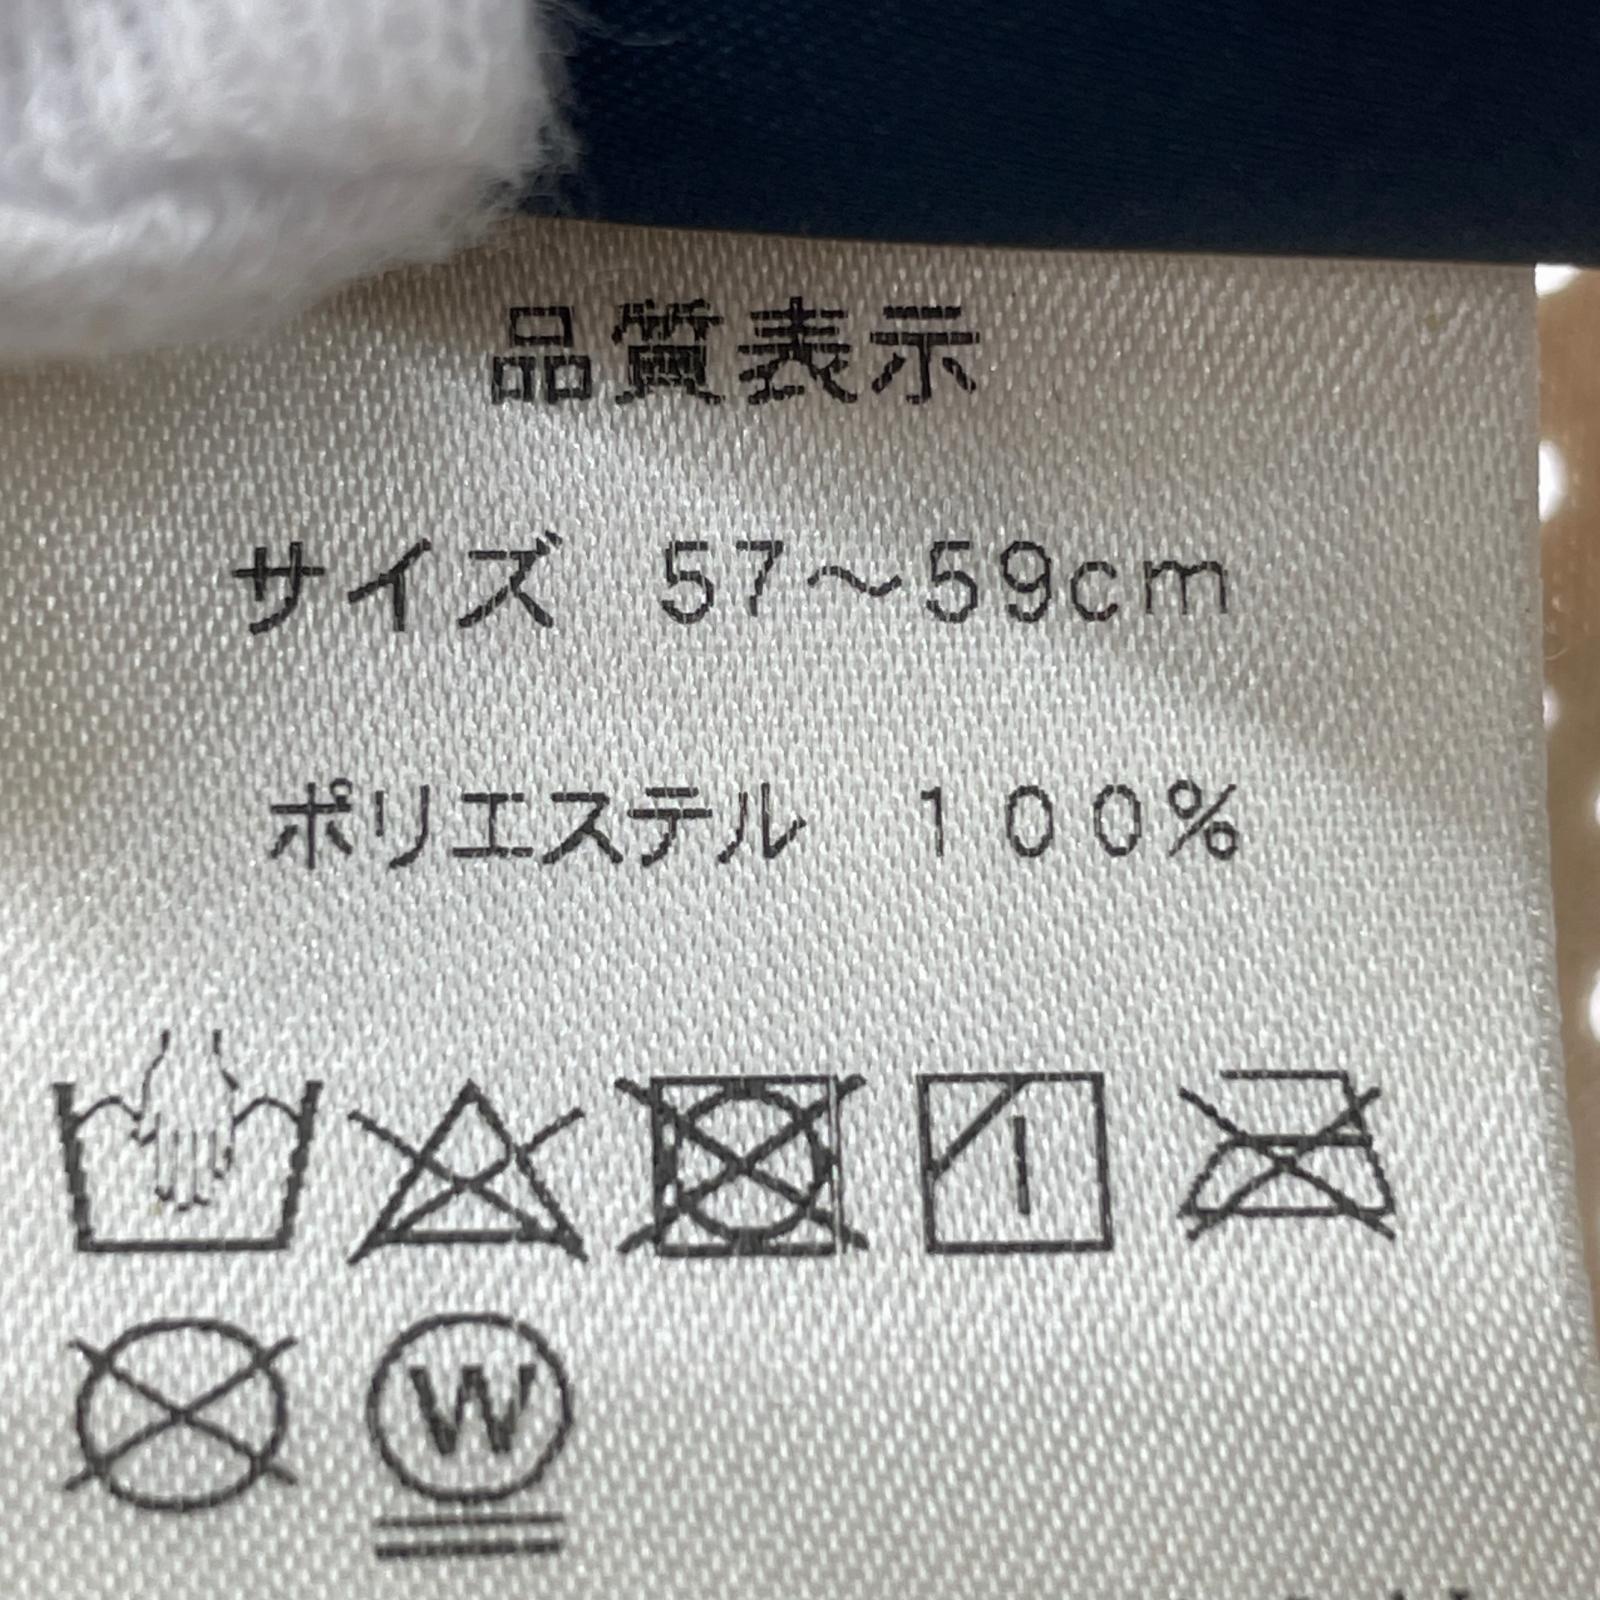 品質表示
サイズ 57～59cm
ポリエステル 100%
W